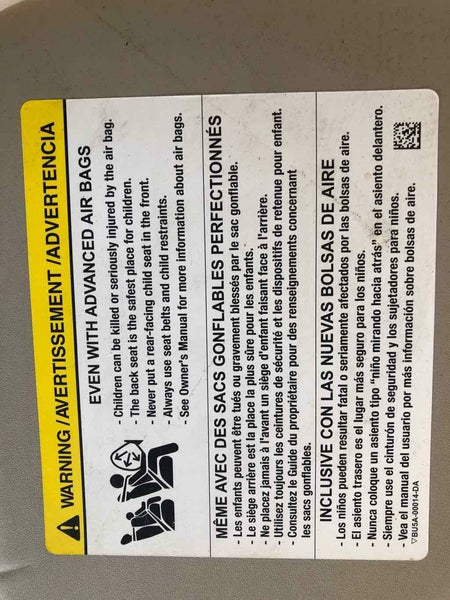 WARNING/AVERTISSEMENT/ADVERTENCIA
EVEN WITH ADVANCED AIR BAGS
- Children can be killed or seriously injured by the air bag.
- The back seat is the safest place for children.
- Never put a rear-facing child seat in the front.
- Always use seat belts and child restraints.
- See Owner's Manual for more information about air bags.
MÊME AVEC DES SACS GONFLABLES PERFECTIONNÉS
- Les enfants peuvent être tués ou gravement blessés par le sac gonflable.
- Le siège arrière est la place la plus sûre pour les enfants.
- Ne placez jamais à l'avant un siège d'enfant faisant face à l'arrière.
- Utilisez toujours les ceintures de sécurité et les dispositifs de retenue pour enfant.
- Consultez le Guide du propriétaire pour des renseignements concernant
les sacs gonflables.
INCLUSIVE CON LAS NUEVAS BOLSAS DE AIRE
- Los niños pueden resultar fatal o seriamente afectados por las bolsas de aire.
- El asiento trasero es el lugar más seguro para los niños.
- Nunca coloque un asiento tipo "niño mirando hacia atrás" en el asiento delantero.
- Siempre use el cinturón de seguridad y los sujetadores para niños.
- Vea el manual del usuario por más información sobre bolsas de aire.
▽BU5A-00014-DA